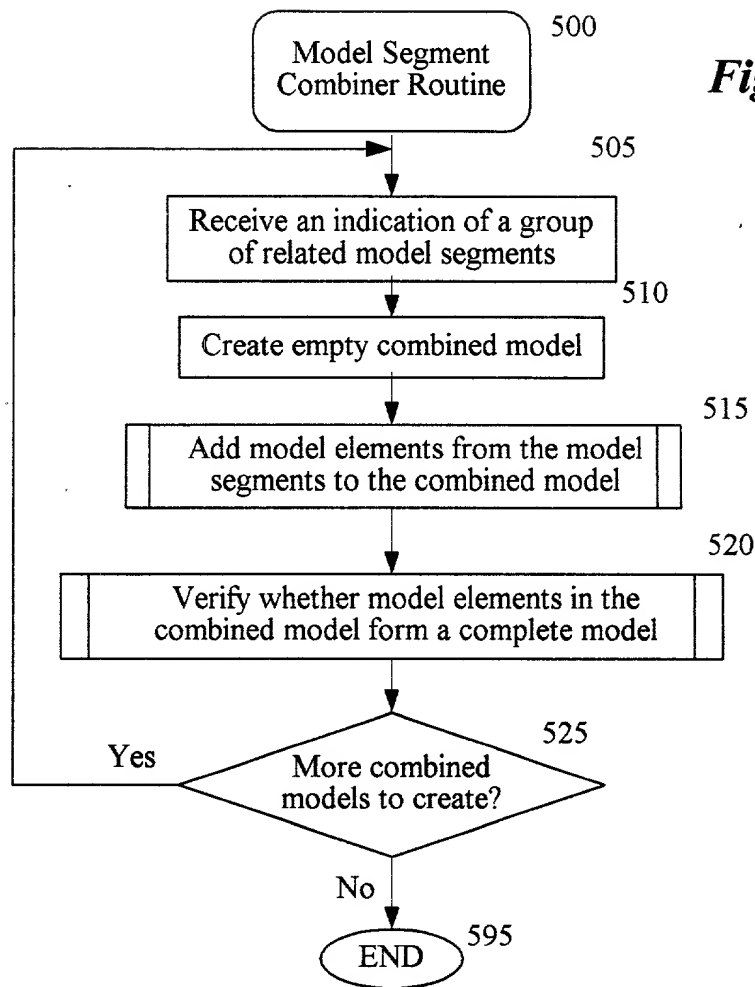 500
Model Segment
Combiner Routine
Fig
505
Receive an indication of a group
of related model segments
510
Create empty combined model
515
Add model elements from the model
segments to the combined model
520
Verify whether model elements in the
combined model form a complete model
525
Yes
More combined
models to create?
No
595
END